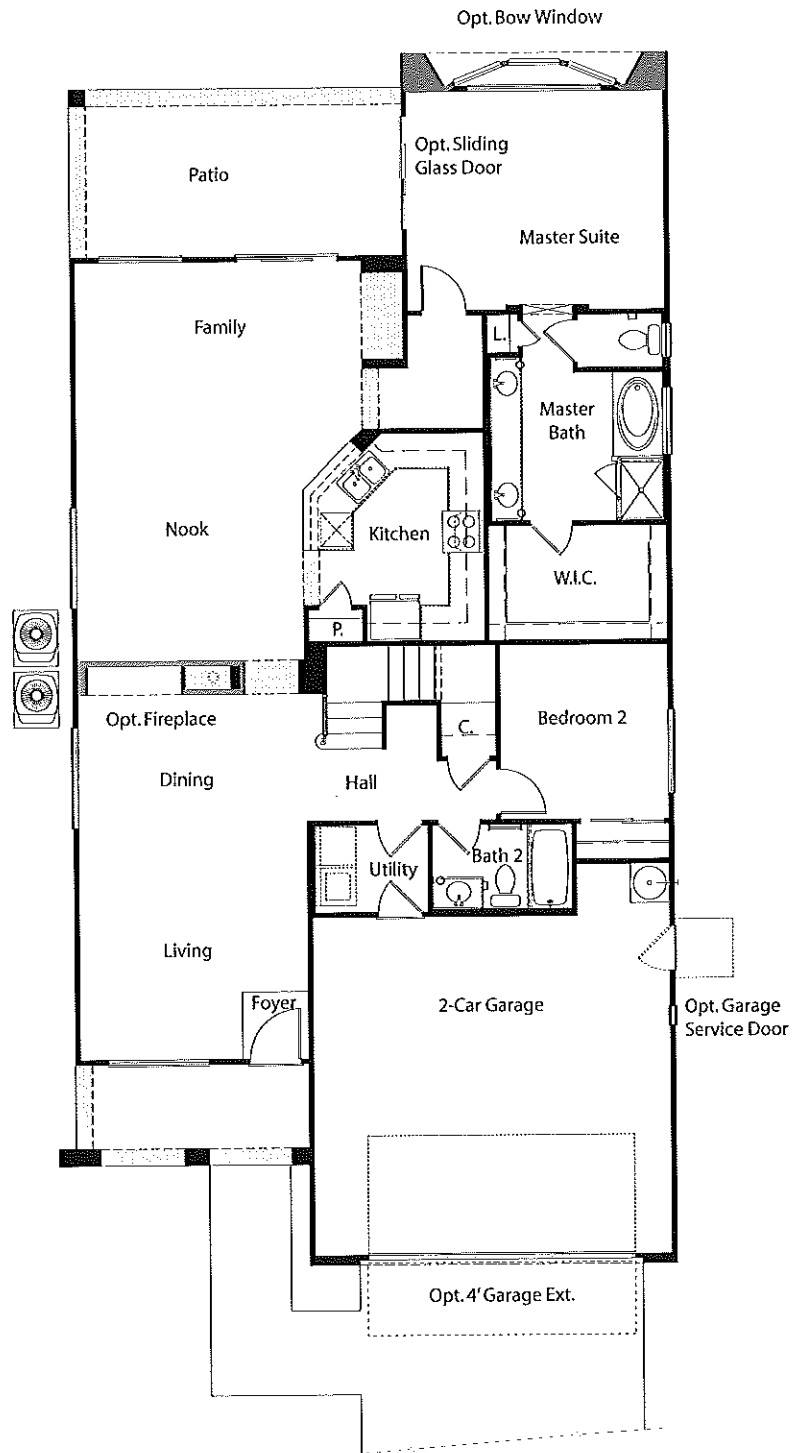 Opt. Bow Window
Opt. Sliding
Glass Door
Patio
Master Suite
Family
L.
Master
Bath
Nook
Kitchen
W.I.C.
P.
Opt. Fireplace
Bedroom 2
C.
Dining
Hall
Bath 2
Utility
Living
Foyer
2-Car Garage
Opt. Garage
Service Door
Opt. 4' Garage Ext.